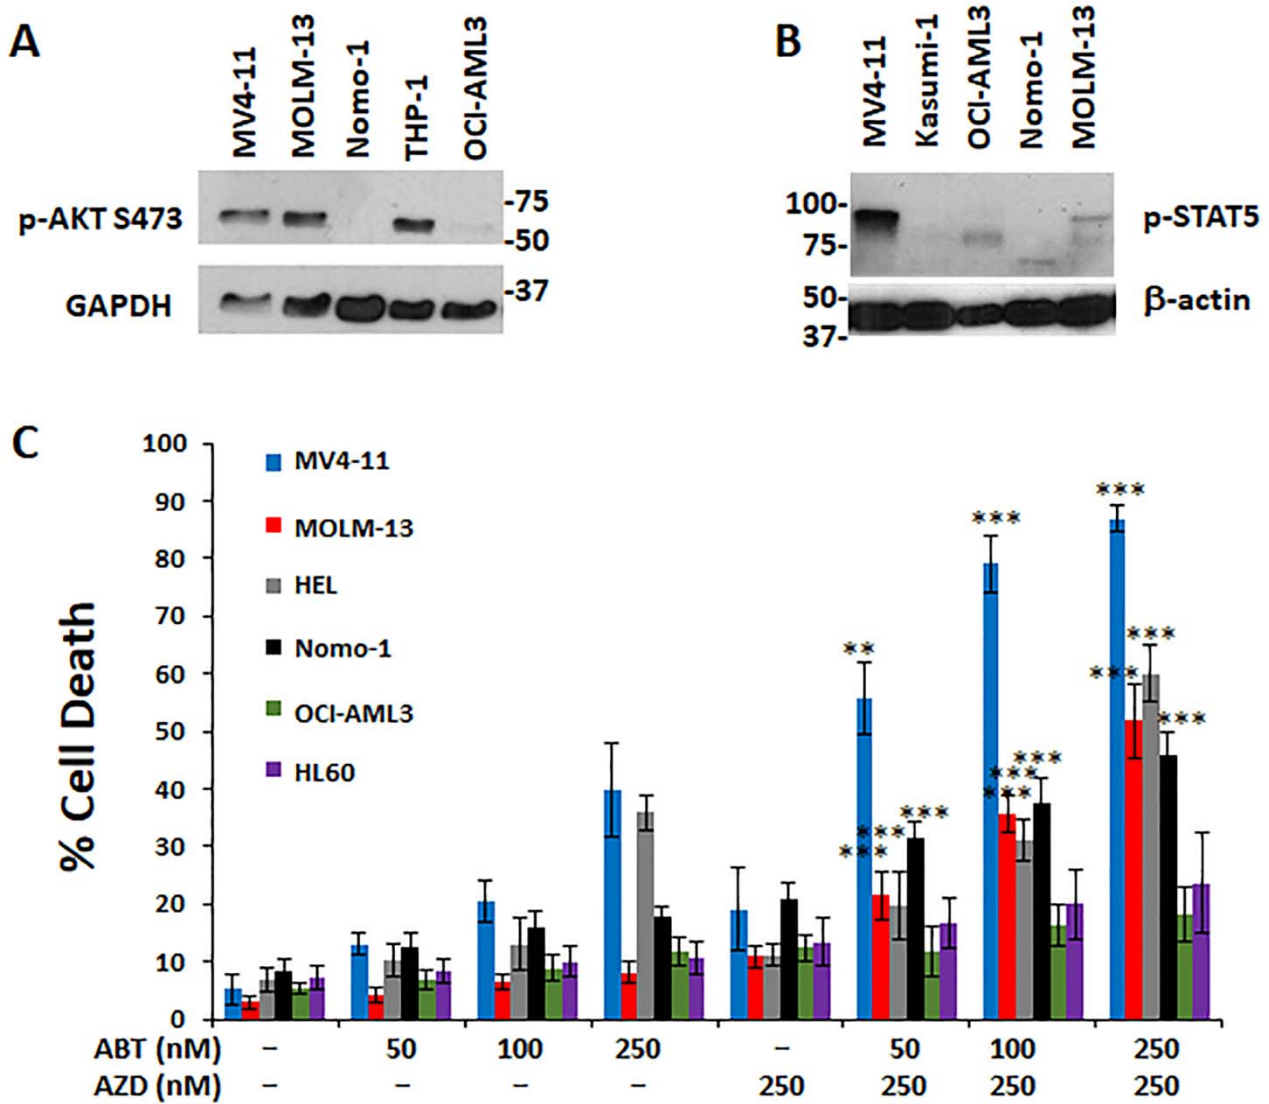 A
MV4-11
MOLM-13
Nomo-1
THP-1
OCI-AML3
p-AKT S473
-75
-50
GAPDH
-37
B
MV4-11
Kasumi-1
OCI-AML3
Nomo-1
MOLM-13
100-
75-
p-STAT5
50-
37-
β-actin
C
% Cell Death
100
90
80
70
60
50
40
30
20
10
0
MV4-11
MOLM-13
HEL
Nomo-1
OCI-AML3
HL60
**
***
***
***
***
***
***
***
***
***
***
***
ABT (nM) – 50 100 250 – 50 100 250
AZD (nM) – – – – 250 250 250 250